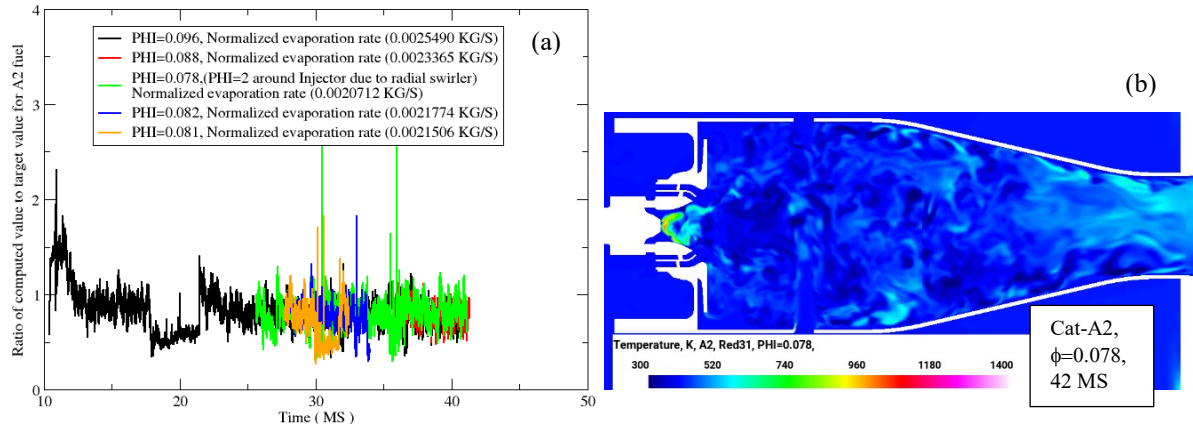 (a)
4
3
2
1
0
Ratio of computed value to target value for A2 fuel
PHI=0.096, Normalized evaporation rate (0.0025490 KG/S)
PHI=0.088, Normalized evaporation rate (0.0023365 KG/S)
PHI=0.078,(PHI=2 around Injector due to radial swirler)
Normalized evaporation rate (0.0020712 KG/S)
PHI=0.082, Normalized evaporation rate (0.0021774 KG/S)
PHI=0.081, Normalized evaporation rate (0.0021506 KG/S)
10 20 30 40 50
Time ( MS )
(b)
Temperature, K, A2, Red31, PHI=0.078,
300 520 740 960 1180 1400
Cat-A2,
ϕ=0.078,
42 MS